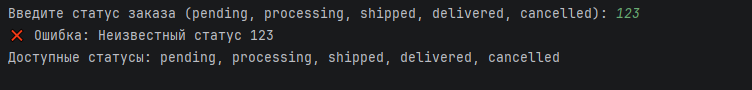 Введите статус заказа (pending, processing, shipped, delivered, cancelled): 123
❌ Ошибка: Неизвестный статус 123
Доступные статусы: pending, processing, shipped, delivered, cancelled